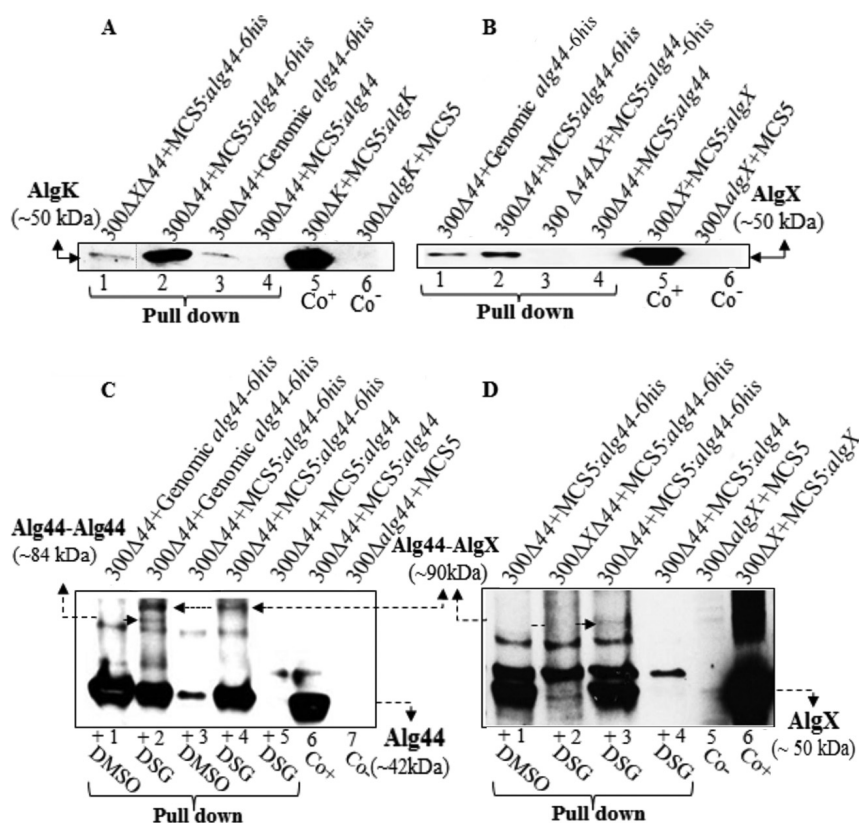 A
300ΔXΔ44+MCS5:alg44-6his
300Δ44+MCS5:alg44-6his
300Δ44+Genomic alg44-6his
300Δ44+MCS5:alg44
300ΔK+MCS5:algK
300ΔalgK+MCS5
AlgK
(~50 kDa)
1 2 3 4 5 6
Co+ Co-
Pull down
B
300Δ44+Genomic alg44-6his
300Δ44+MCS5:alg44-6his
300 Δ44ΔX+MCS5:alg44-6his
300Δ44+MCS5:alg44
300ΔX+MCS5:algX
300ΔalgX+MCS5
AlgX
(~50 kDa)
1 2 3 4 5 6
Co+ Co-
Pull down
C
300Δ44+Genomic alg44-6his
300Δ44+Genomic alg44-6his
300Δ44+MCS5:alg44-6his
300Δ44+MCS5:alg44-6his
300Δ44+MCS5:alg44
300Δ44+MCS5:alg44
300Δalg44+MCS5
Alg44-Alg44
(~84 kDa)
Alg44-AlgX
(~90kDa)
+1 +2 +3 +4 +5 6 7
DMSO DSG DMSO DSG DSG Co+ Co-
Alg44
(~42kDa)
Pull down
D
300Δ44+MCS5:alg44-6his
300ΔXΔ44+MCS5:alg44-6his
300Δ44+MCS5:alg44-6his
300Δ44+MCS5:alg44
300ΔalgX+MCS5
300ΔX+MCS5:algX
+1 +2 +3 +4 5 6
DMSO DSG DSG DSG Co- Co+
AlgX
(~ 50 kDa)
Pull down